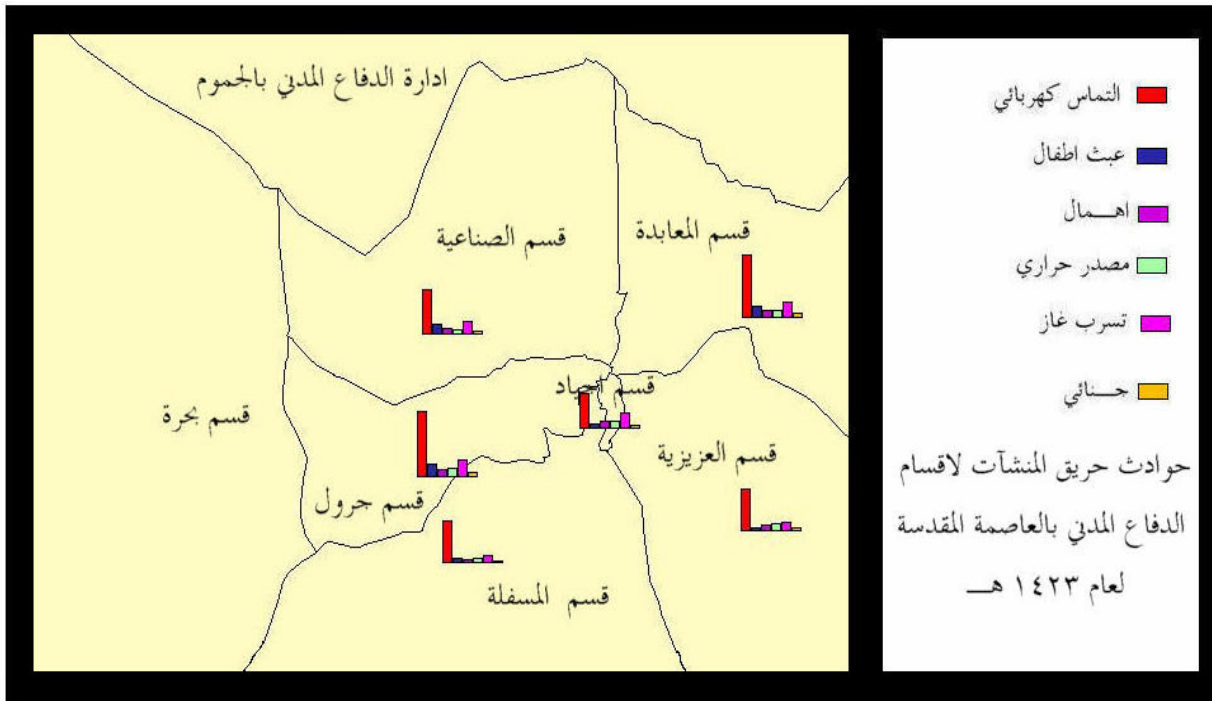 ادارة الدفاع المدني بالجموم
قسم المعابدة
قسم الصناعية
قسم اجياد
قسم بحرة
قسم العزيزية
قسم جرول
قسم المسفلة
التماس كهربائي
عبث اطفال
اهـــمال
مصدر حراري
تسرب غاز
جـــنائي
حوادث حريق المنشآت لاقسام
الدفاع المدني بالعاصمة المقدسة
لعام ١٤٢٣ هـــ